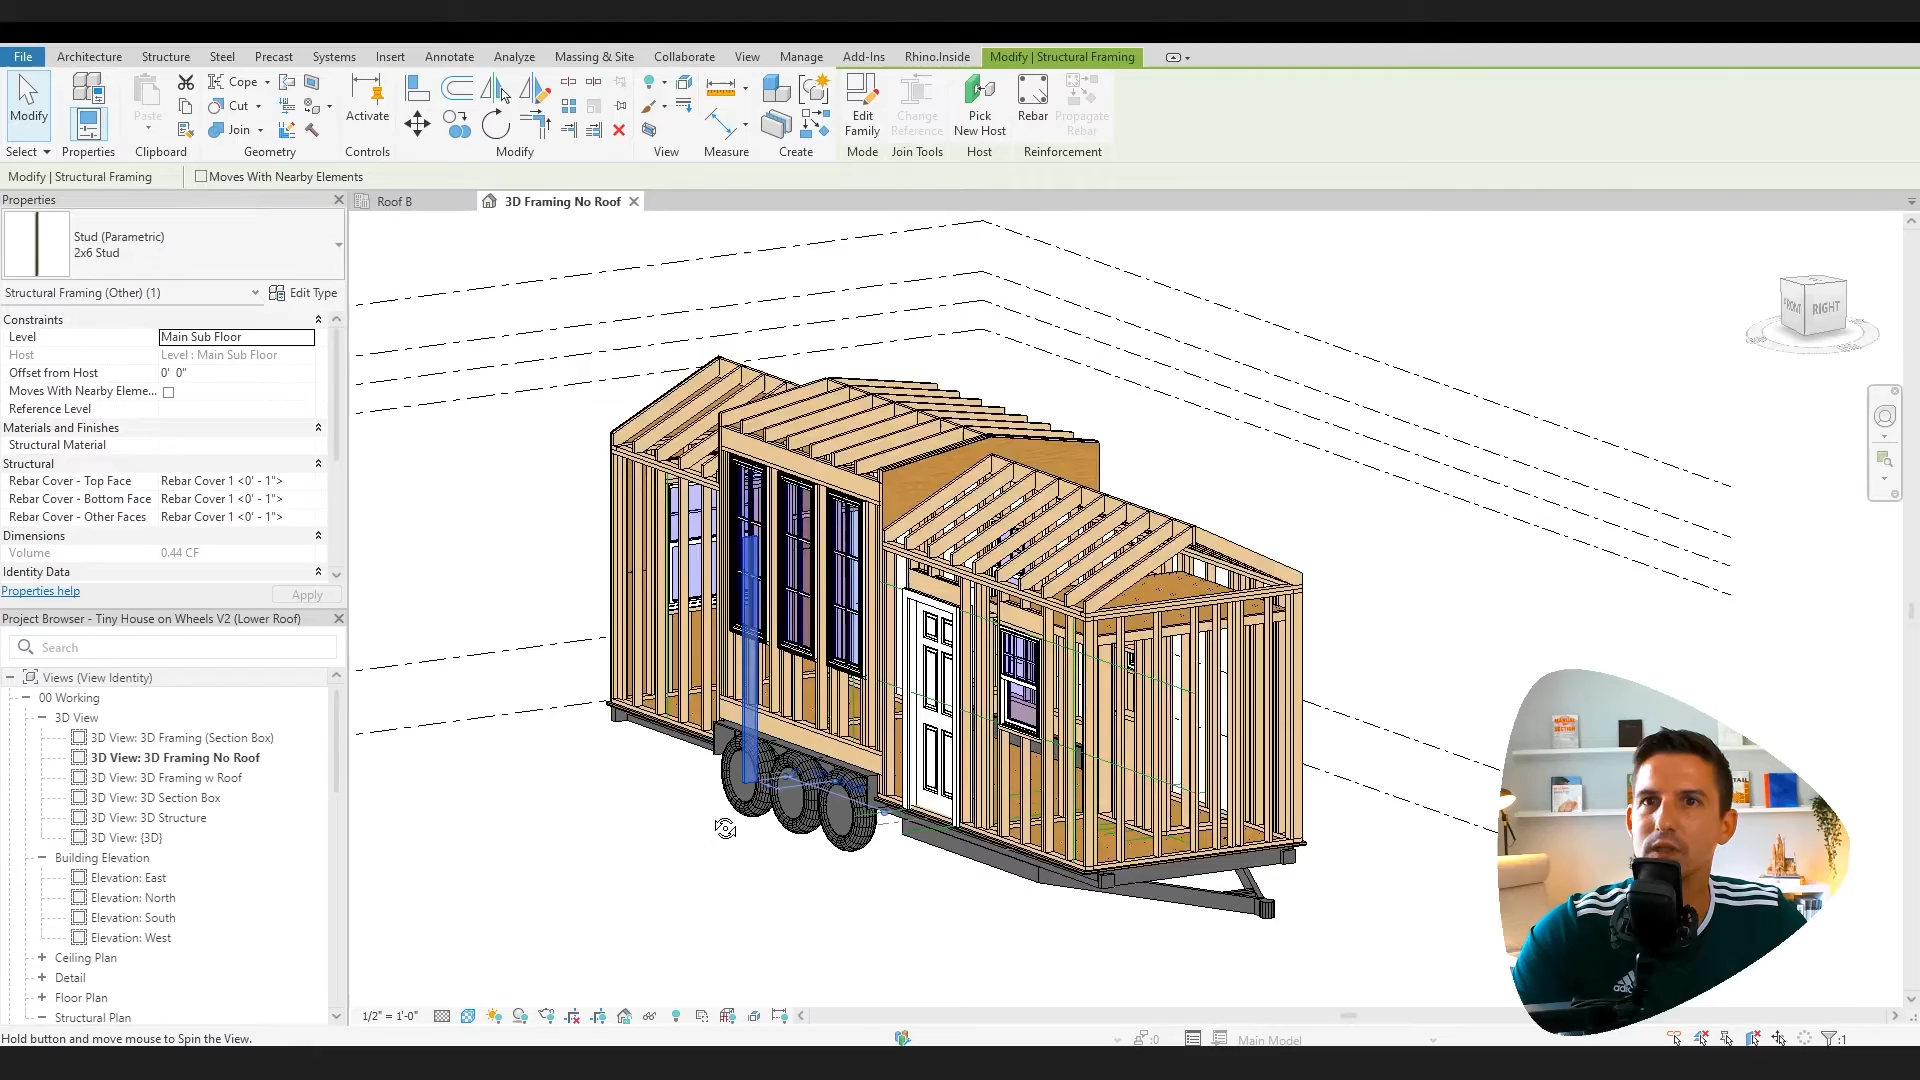 File Architecture Structure Steel Precast Systems Insert Annotate Analyze Massing & Site Collaborate View Manage Add-Ins Rhino.Inside Modify | Structural Framing
Modify
Paste
Cope
Cut
Join
Activate
Edit
Family
Change
Reference
Pick
New Host
Rebar
Propagate
Rebar
Select
Properties
Clipboard
Geometry
Controls
Modify
View
Measure
Create
Mode
Join Tools
Host
Reinforcement
Modify | Structural Framing
Moves With Nearby Elements
Properties
Stud (Parametric)
2x6 Stud
Structural Framing (Other) (1)
Edit Type
Constraints
Level Main Sub Floor
Host Level : Main Sub Floor
Offset from Host 0' 0"
Moves With Nearby Eleme...
Reference Level
Materials and Finishes
Structural Material
Structural
Rebar Cover - Top Face Rebar Cover 1 <0' - 1">
Rebar Cover - Bottom Face Rebar Cover 1 <0' - 1">
Rebar Cover - Other Faces Rebar Cover 1 <0' - 1">
Dimensions
Volume 0.44 CF
Identity Data
Properties help
Apply
Project Browser - Tiny House on Wheels V2 (Lower Roof)
Search
Views (View Identity)
00 Working
3D View
3D View: 3D Framing (Section Box)
3D View: 3D Framing No Roof
3D View: 3D Framing w Roof
3D View: 3D Section Box
3D View: 3D Structure
3D View: {3D}
Building Elevation
Elevation: East
Elevation: North
Elevation: South
Elevation: West
Ceiling Plan
Detail
Floor Plan
Structural Plan
Roof B
3D Framing No Roof
FRONT
RIGHT
adidas
1/2" = 1'-0"
Hold button and move mouse to Spin the View.
:0
Main Model
:1